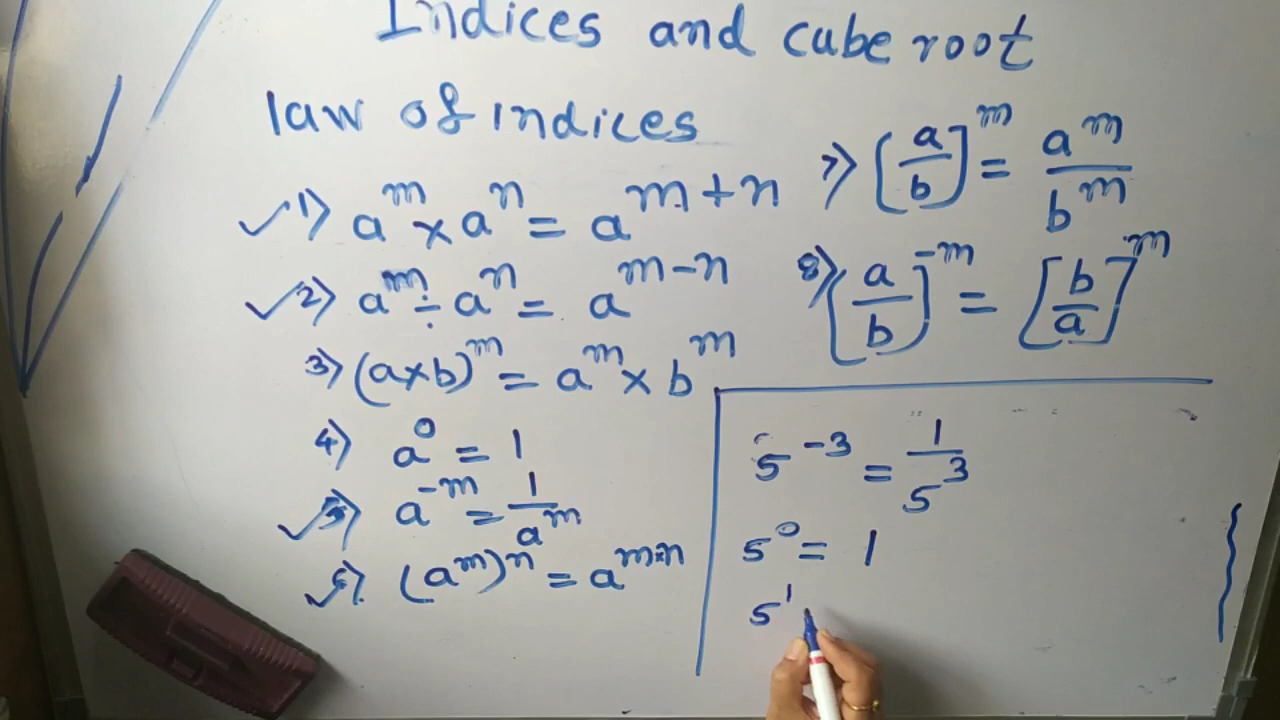 Indices and cube root
law of indices
✓1) a^m × a^n = a^{m+n}
✓2) a^m ÷ a^n = a^{m-n}
3) (a×b)^m = a^m × b^m
4) a^0 = 1
✓5) a^{-m} = 1/a^m
✓6) (a^m)^n = a^{m×n}
7) [a/b]^m = a^m/b^m
8) [a/b]^{-m} = [b/a]^m
5^{-3} = 1/5^3
5^0 = 1
5^1